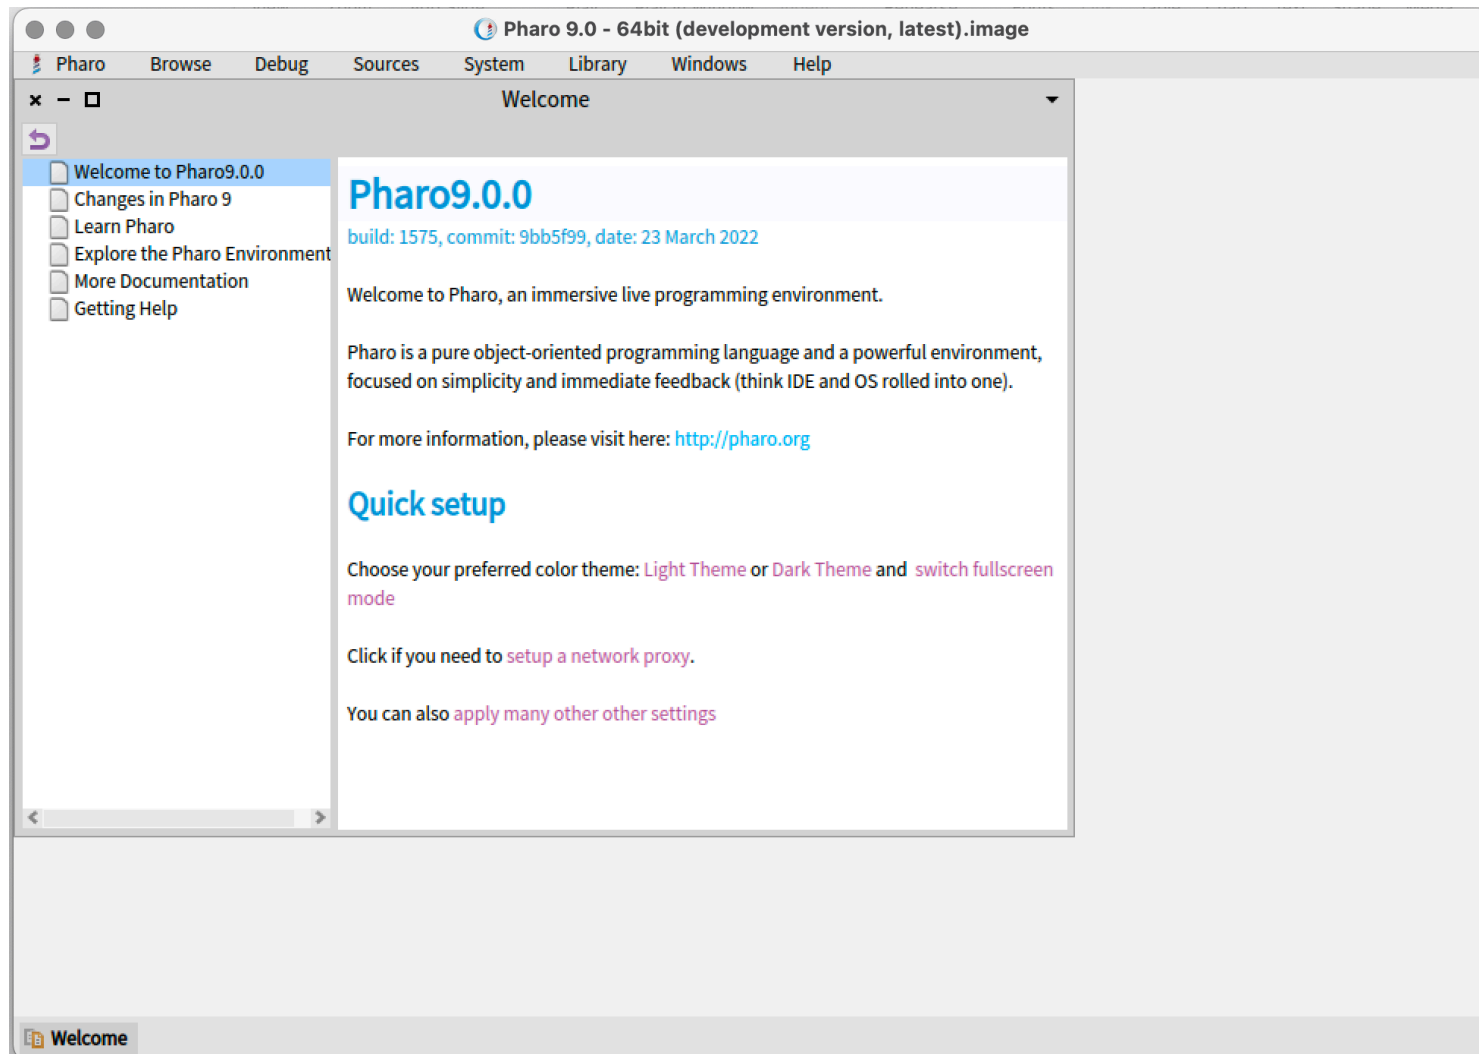 Pharo 9.0 - 64bit (development version, latest).image
Pharo Browse Debug Sources System Library Windows Help
Welcome
Welcome to Pharo9.0.0
Changes in Pharo 9
Learn Pharo
Explore the Pharo Environment
More Documentation
Getting Help
Pharo9.0.0
build: 1575, commit: 9bb5f99, date: 23 March 2022
Welcome to Pharo, an immersive live programming environment.
Pharo is a pure object-oriented programming language and a powerful environment,
focused on simplicity and immediate feedback (think IDE and OS rolled into one).
For more information, please visit here: http://pharo.org
Quick setup
Choose your preferred color theme: Light Theme or Dark Theme and  switch fullscreen
mode
Click if you need to setup a network proxy.
You can also apply many other other settings
Welcome